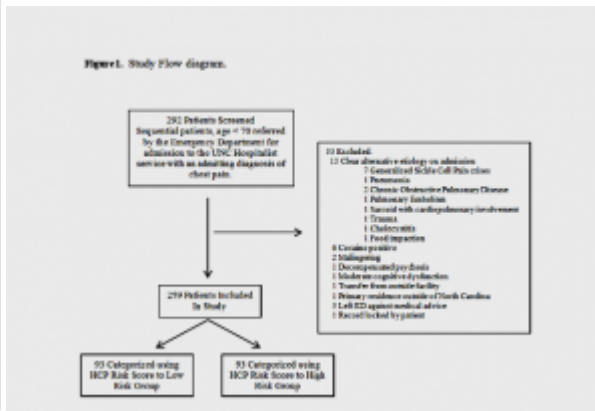 Figure 1. Study Flow diagram.
292 Patients Screened
Sequential patients, age < 70 referred
by the Emergency Department for
admission to the UNC Hospitalist
service with an admitting diagnosis of
chest pain.
Excluded
13 Clear alternative etiology on admission
7 Generalized Sickle Cell Pain crises
1 Pneumonia
2 Chronic Obstructive Pulmonary Disease
1 Pulmonary Embolism
1 Sarcoid with cardiopulmonary involvement
1 Trauma
1 Cholecystitis
1 Food impaction
Cocaine positive
2 Malingering
1 Decompensated psychosis
1 Moderate cognitive dysfunction
1 Transfer from outside facility
1 Primary residence outside of North Carolina
Left ED against medical advice
1 Record locked by patient
Patients Included
In Study
93 Categorized using
HCP Risk Score to Low
Risk Group
93 Categorized using
HCP Risk Score to High
Risk Group